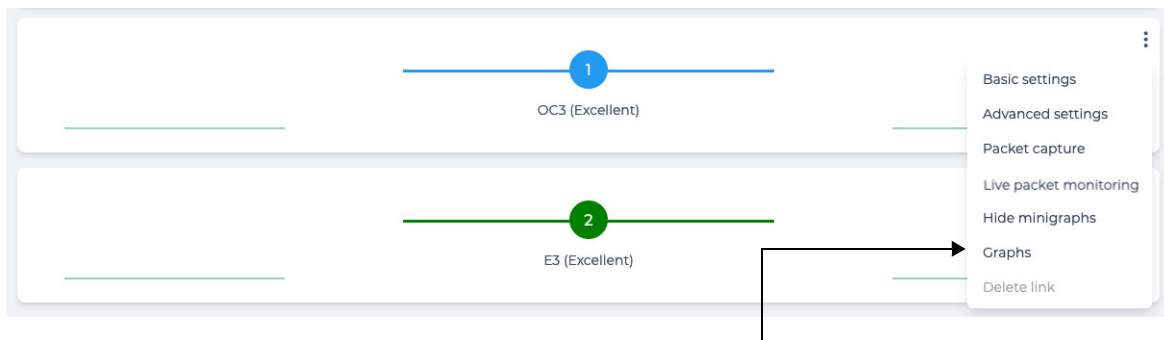 1
OC3 (Excellent)
Basic settings
Advanced settings
Packet capture
Live packet monitoring
Hide minigraphs
Graphs
Delete link
2
E3 (Excellent)